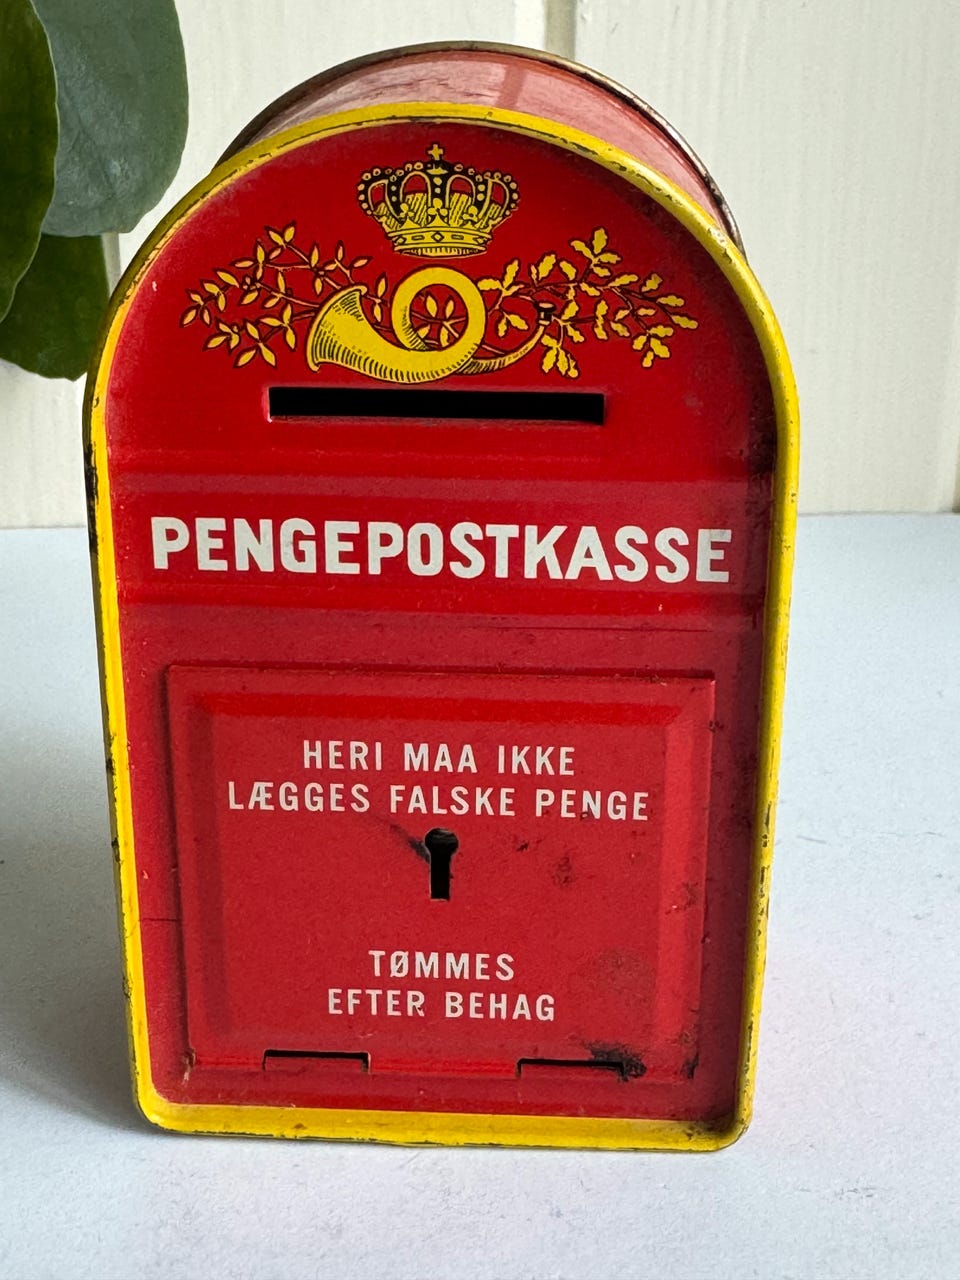 PENGEPOSTKASSE
HERI MAA IKKE
LÆGGES FALSKE PENGE
TØMMES
EFTER BEHAG